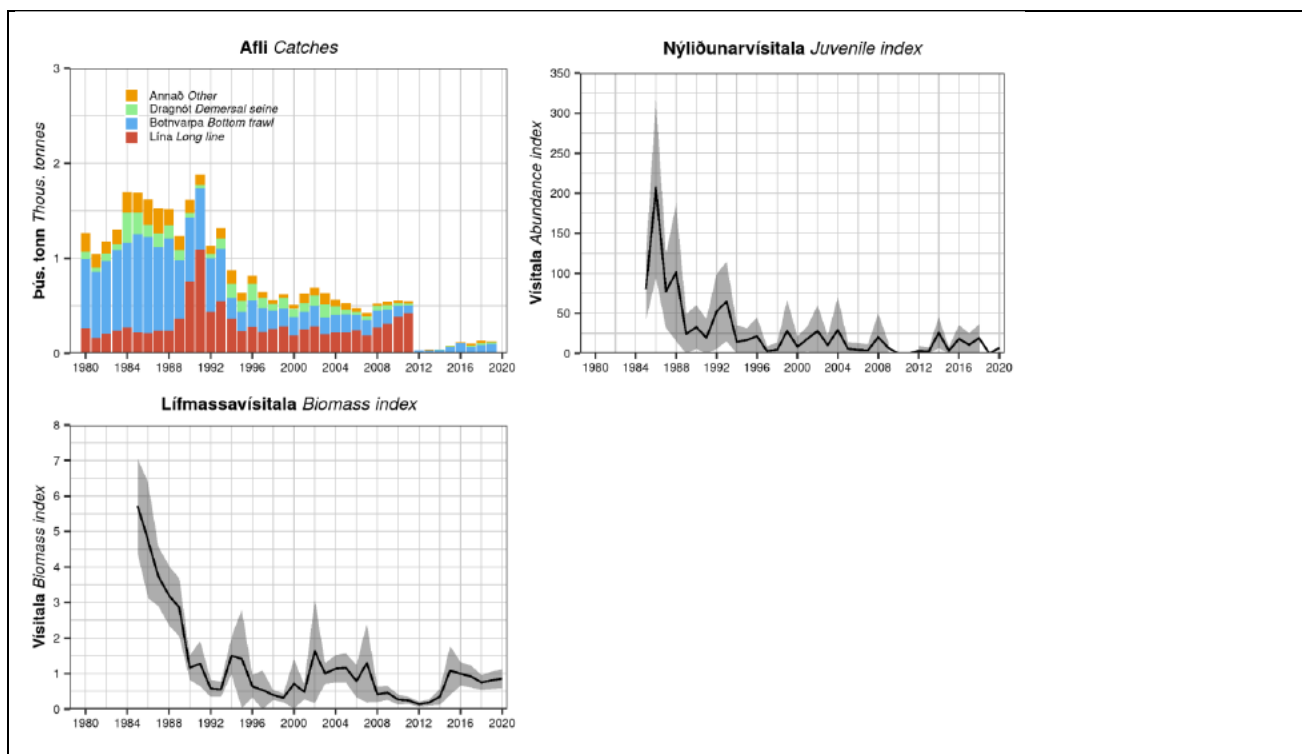 Afli Catches
Þús. tonn Thous. tonnes
3
2
1
0
Annað Other
Dragnót Demersal seine
Botnvarpa Bottom trawl
Lína Long line
1980 1984 1988 1992 1996 2000 2004 2008 2012 2016 2020
Nýliðunarvísitala Juvenile index
Vísitala Abundance index
350
300
250
200
150
100
50
0
1980 1984 1988 1992 1996 2000 2004 2008 2012 2016 2020
Lífmassavísitala Biomass index
Vísitala Biomass index
8
7
6
5
4
3
2
1
0
1980 1984 1988 1992 1996 2000 2004 2008 2012 2016 2020